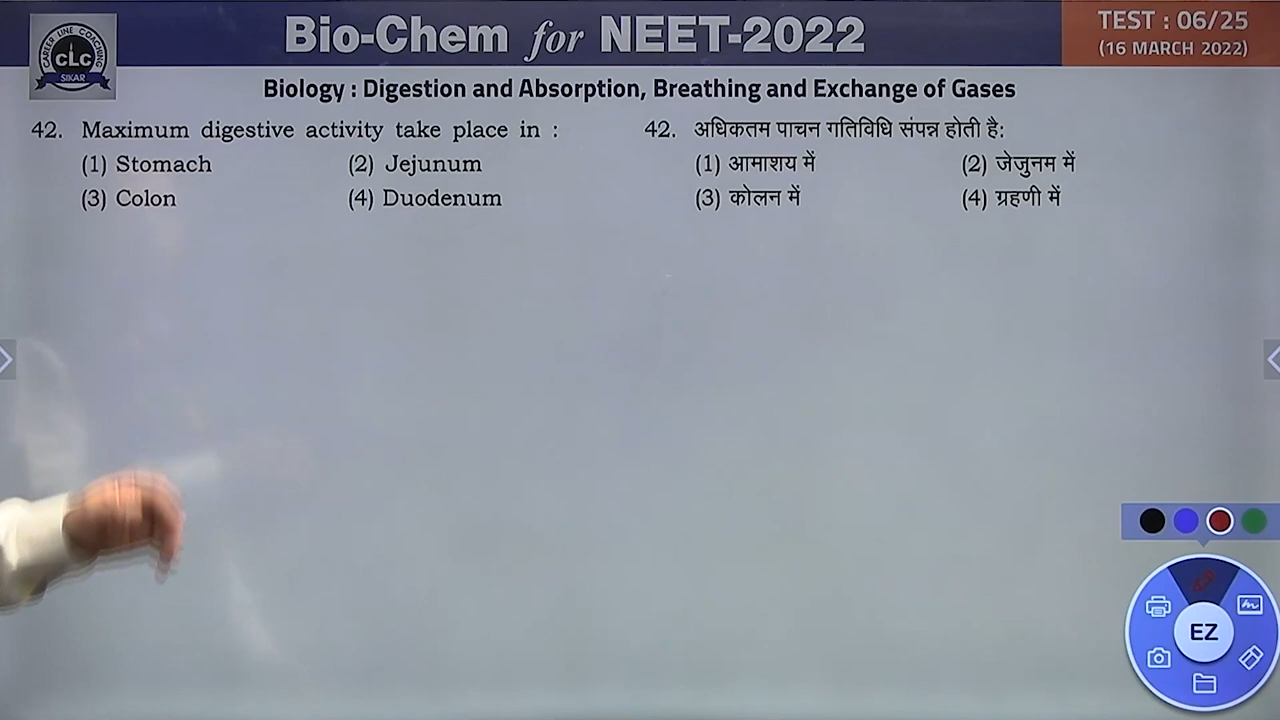 CAREER LINE COACHING
CLC
SIKAR
Bio-Chem for NEET-2022
TEST : 06/25
(16 MARCH 2022)
Biology : Digestion and Absorption, Breathing and Exchange of Gases
42. Maximum digestive activity take place in :
(1) Stomach (2) Jejunum
(3) Colon (4) Duodenum
42. अधिकतम पाचन गतिविधि संपन्न होती है:
(1) आमाशय में (2) जेजुनम में
(3) कोलन में (4) ग्रहणी में
EZ